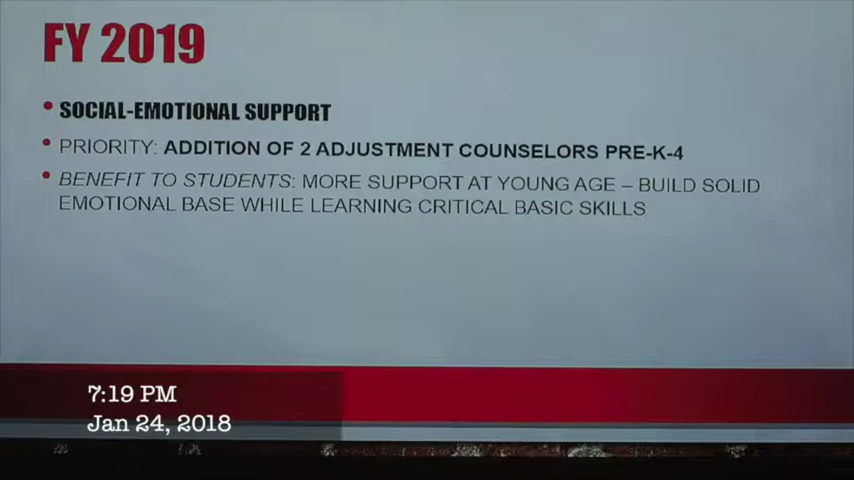 FY 2019
• SOCIAL-EMOTIONAL SUPPORT
• PRIORITY: ADDITION OF 2 ADJUSTMENT COUNSELORS PRE-K-4
• BENEFIT TO STUDENTS: MORE SUPPORT AT YOUNG AGE – BUILD SOLID
EMOTIONAL BASE WHILE LEARNING CRITICAL BASIC SKILLS
7:19 PM
Jan 24, 2018